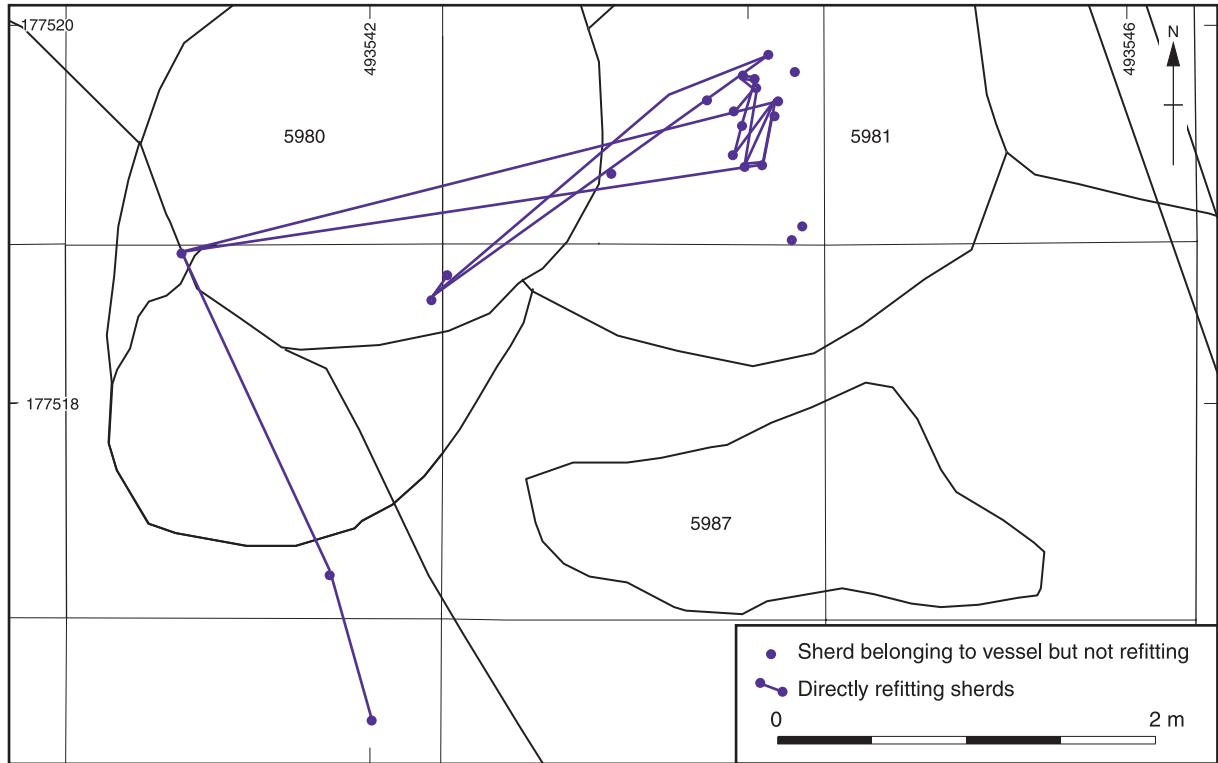 177520
493542
493546
N
5980
5981
177518
5987
Sherd belonging to vessel but not refitting
Directly refitting sherds
0 2 m